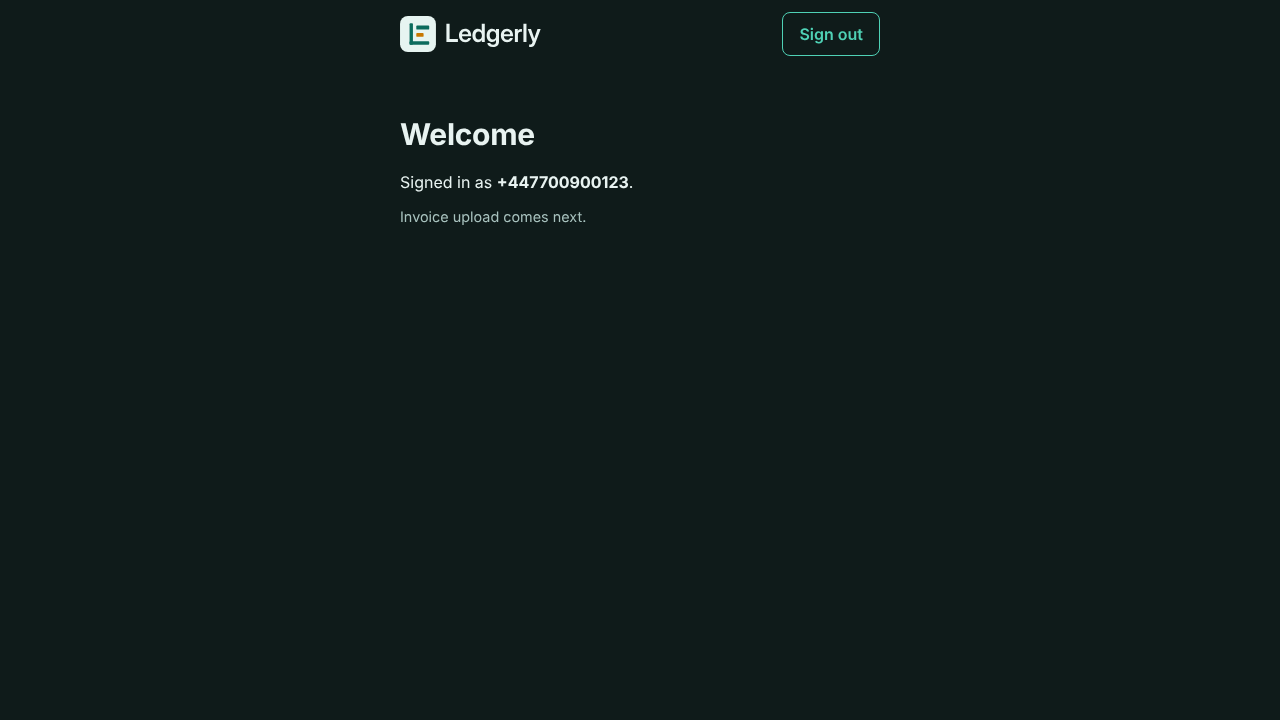 Ledgerly
Sign out
Welcome
Signed in as +447700900123.
Invoice upload comes next.